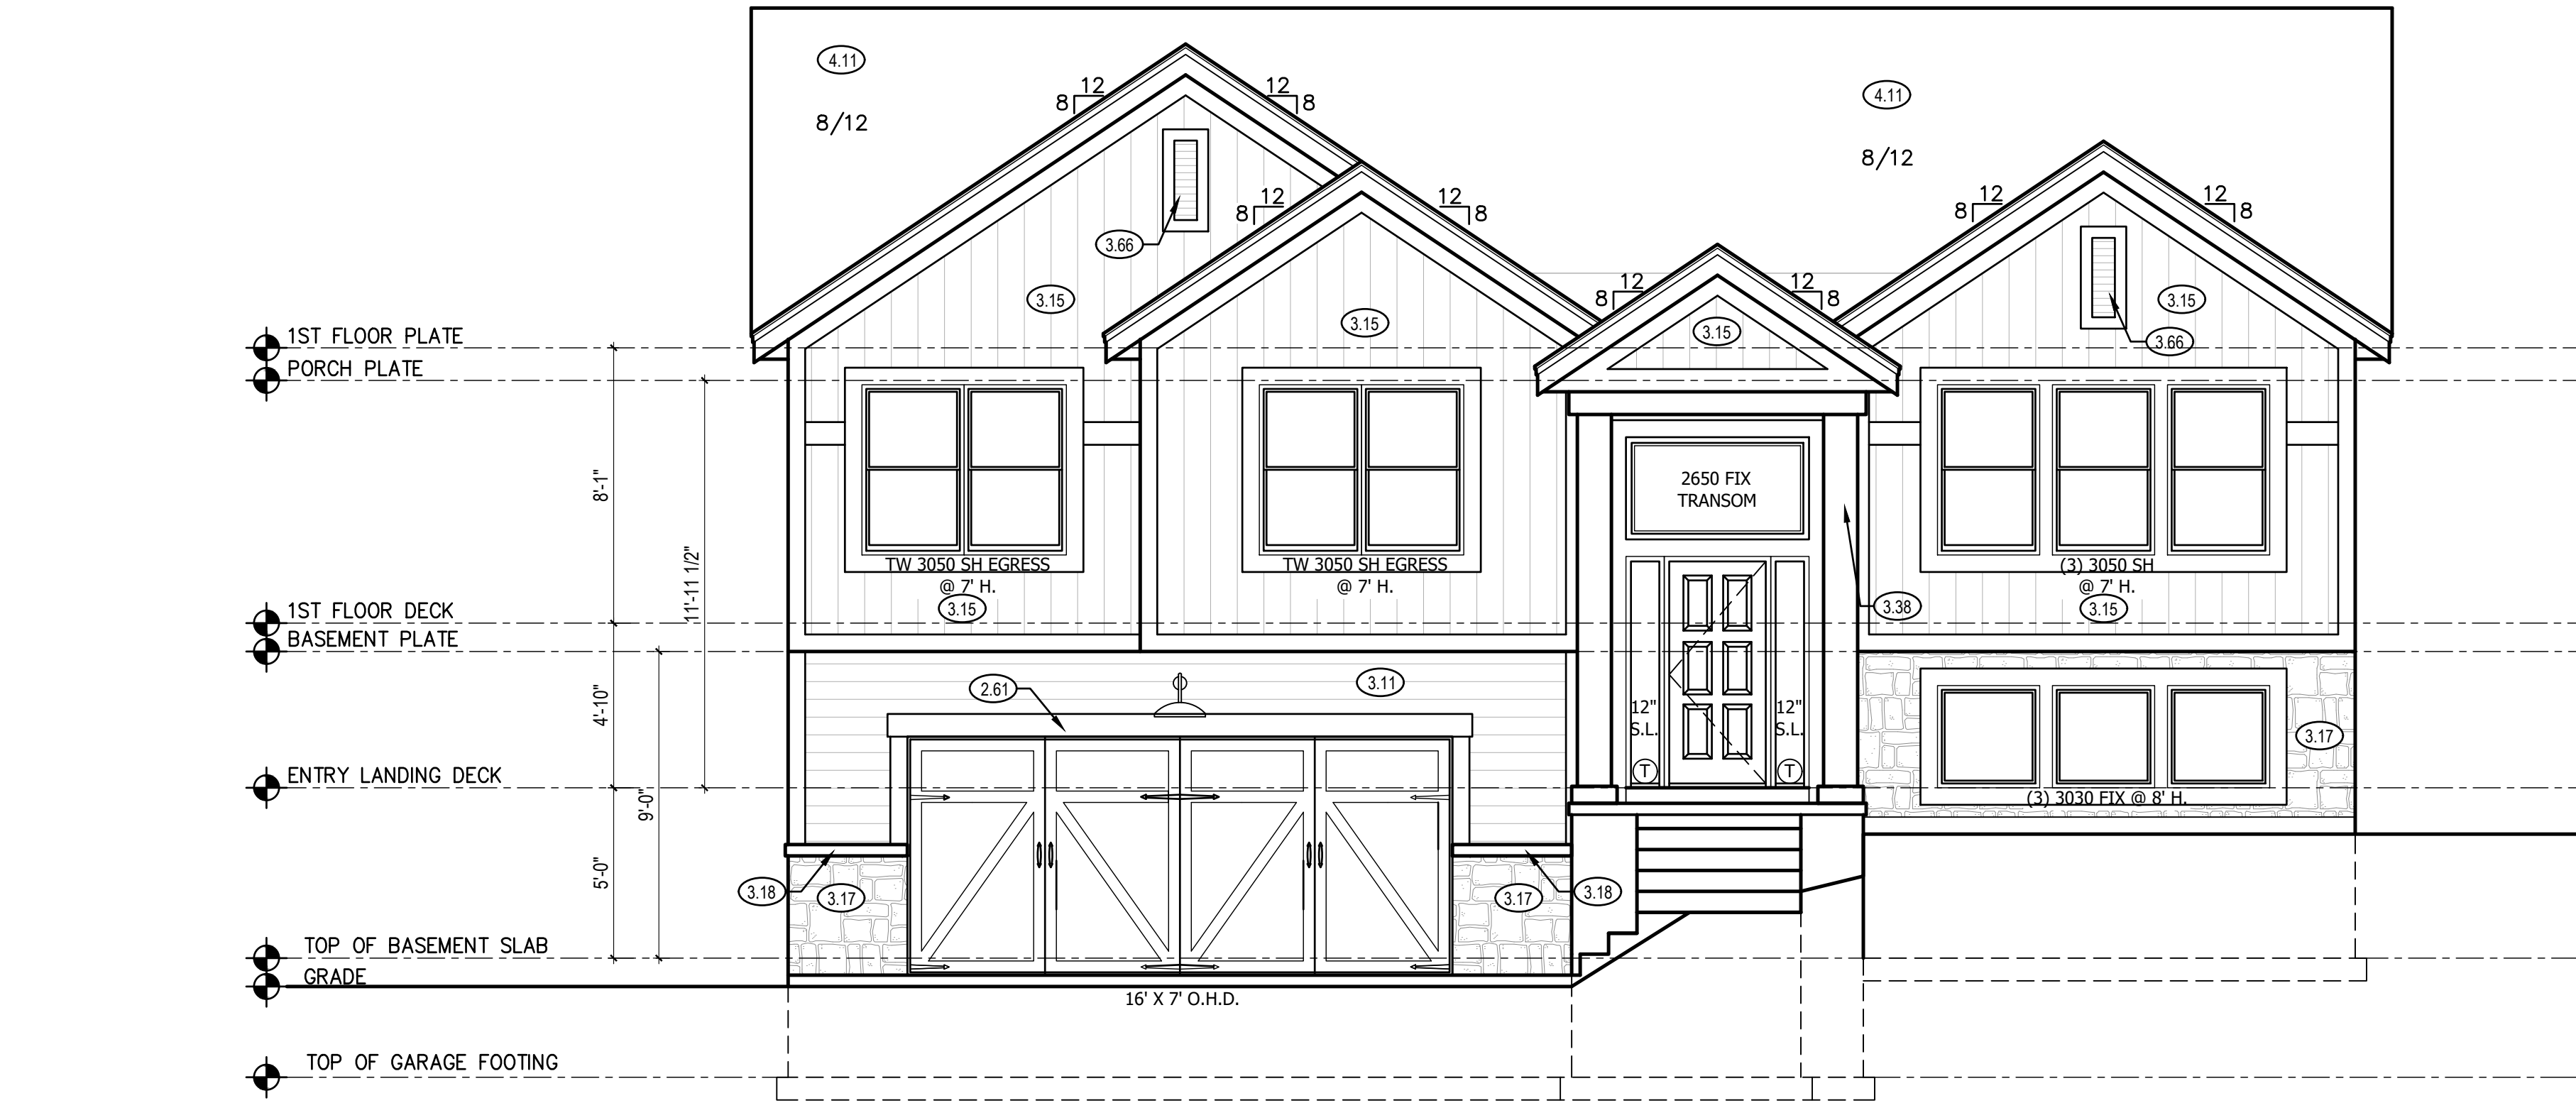 4.11
8/12
12
8
12
8
4.11
8/12
12
8
12
8
12
8
12
8
3.66
12
8
12
8
3.15
3.15
3.15
3.15
3.66
1ST FLOOR PLATE
PORCH PLATE
8'-1"
11'-11 1/2"
2650 FIX
TRANSOM
TW 3050 SH EGRESS
@ 7' H.
3.15
TW 3050 SH EGRESS
@ 7' H.
(3) 3050 SH
@ 7' H.
3.15
3.38
1ST FLOOR DECK
BASEMENT PLATE
4'-10"
9'-0"
2.61
3.11
12"
S.L.
12"
S.L.
T
T
3.17
(3) 3030 FIX @ 8' H.
ENTRY LANDING DECK
5'-0"
3.18
3.17
3.17
3.18
TOP OF BASEMENT SLAB
GRADE
16' X 7' O.H.D.
TOP OF GARAGE FOOTING